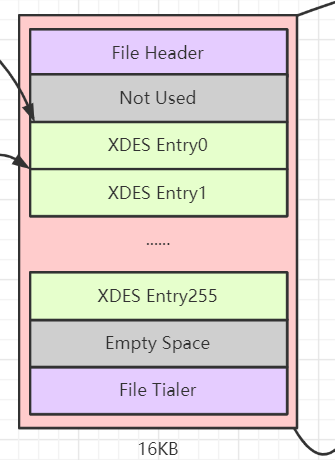 File Header
Not Used
XDES Entry0
XDES Entry1
......
XDES Entry255
Empty Space
File Tialer
16KB